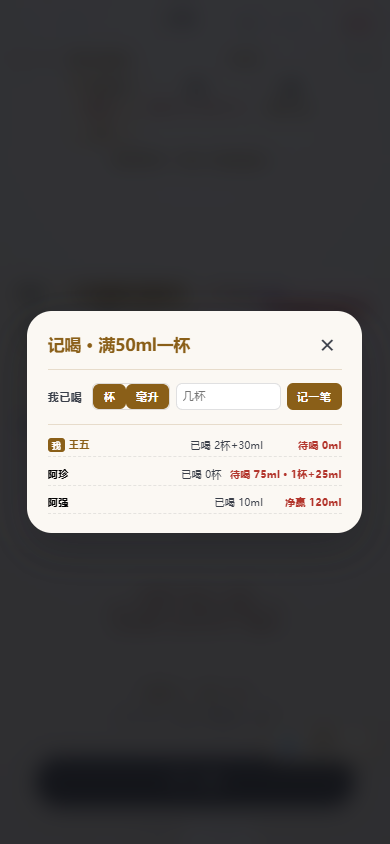 记喝 • 满50ml一杯 ✕
我已喝 杯 毫升 几杯 记一笔
我 王五 已喝 2杯+30ml 待喝 0ml
阿珍 已喝 0杯 待喝 75ml • 1杯+25ml
阿强 已喝 10ml 净赢 120ml